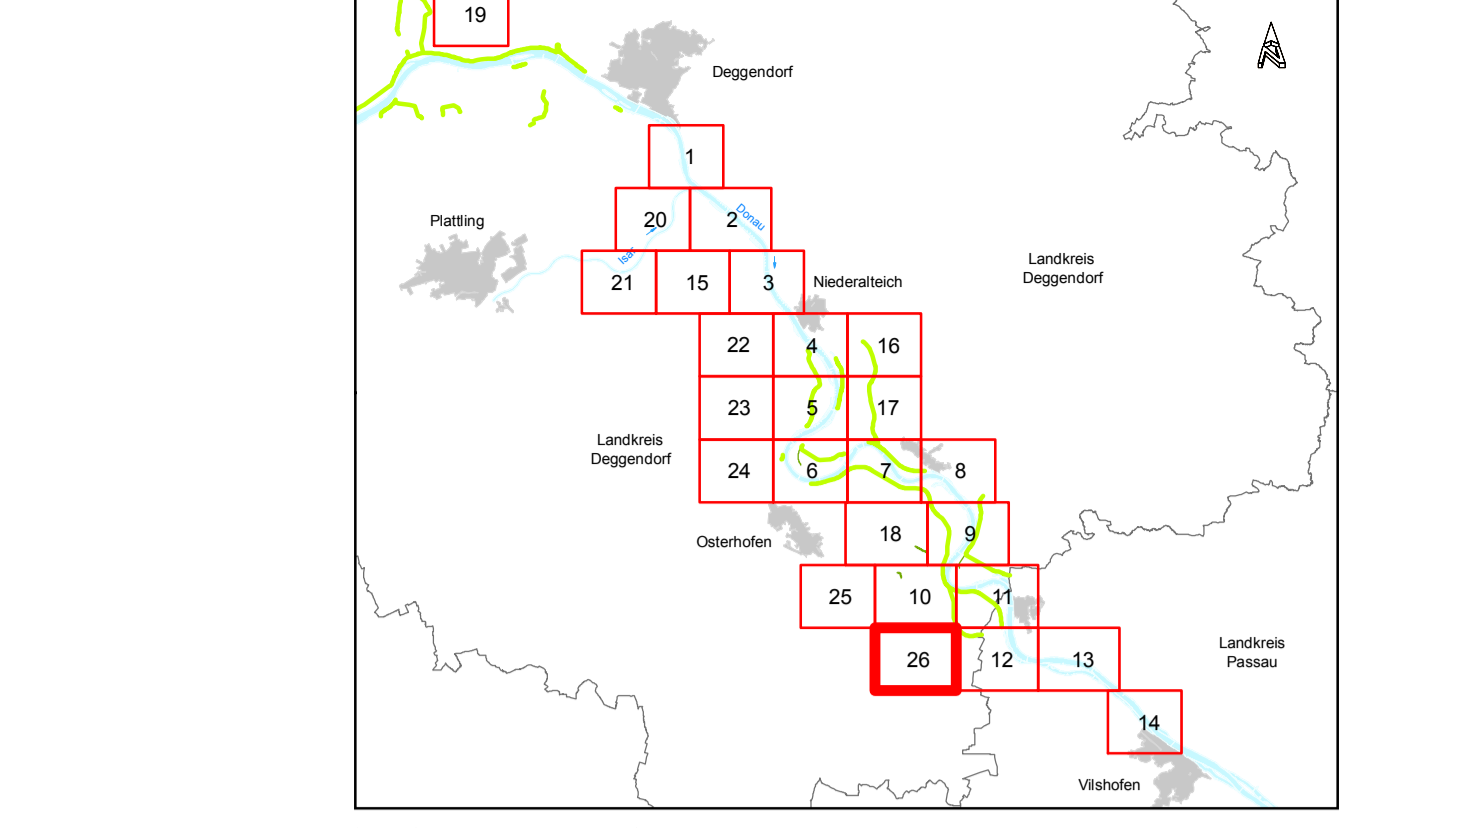 19
Deggendorf
1
Plattling
20
2
Donau
Isar
21
15
3
Niederalteich
Landkreis
Deggendorf
22
4
16
23
5
17
Landkreis
Deggendorf
24
6
7
8
Osterhofen
18
9
25
10
11
26
12
13
Landkreis
Passau
14
Vilshofen